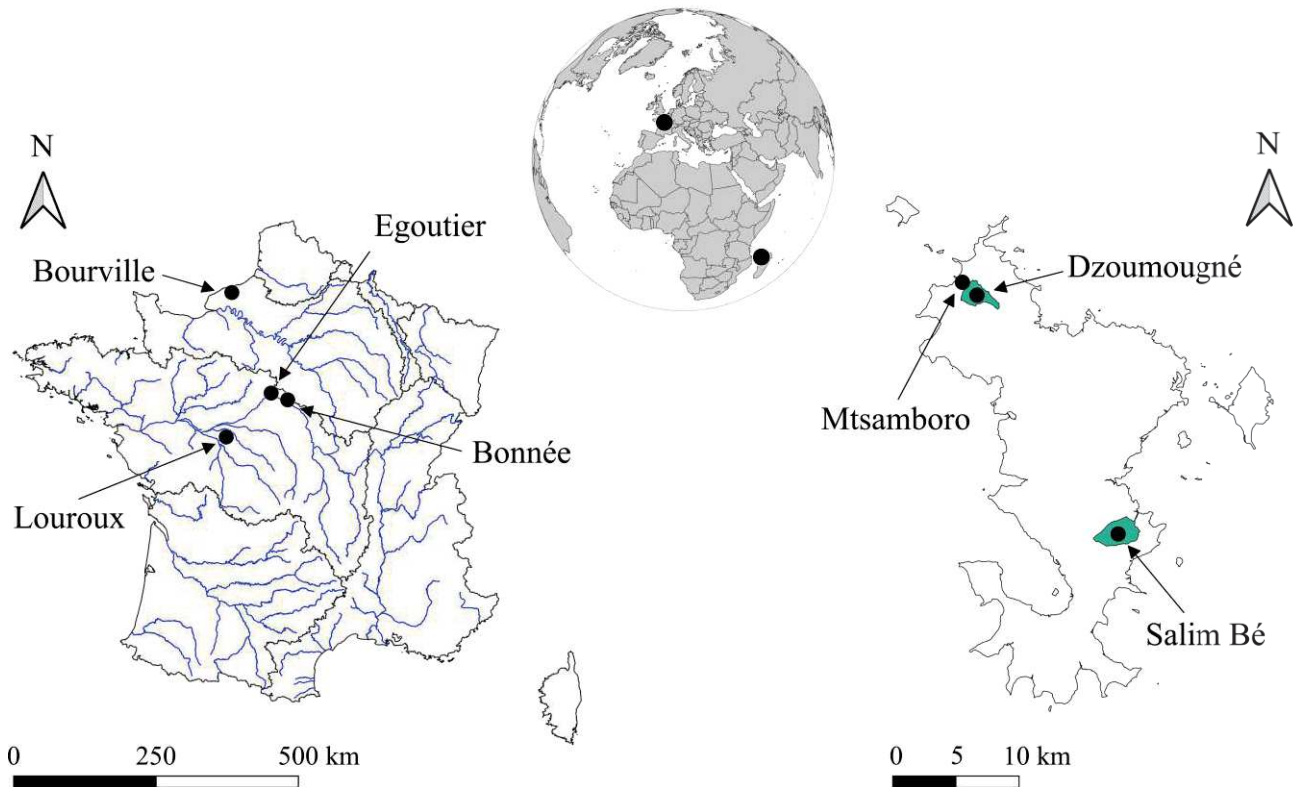 N
Egoutier
Bourville
Bonnée
Louroux
0 250 500 km
N
Dzoumougné
Mtsamboro
Salim Bé
0 5 10 km